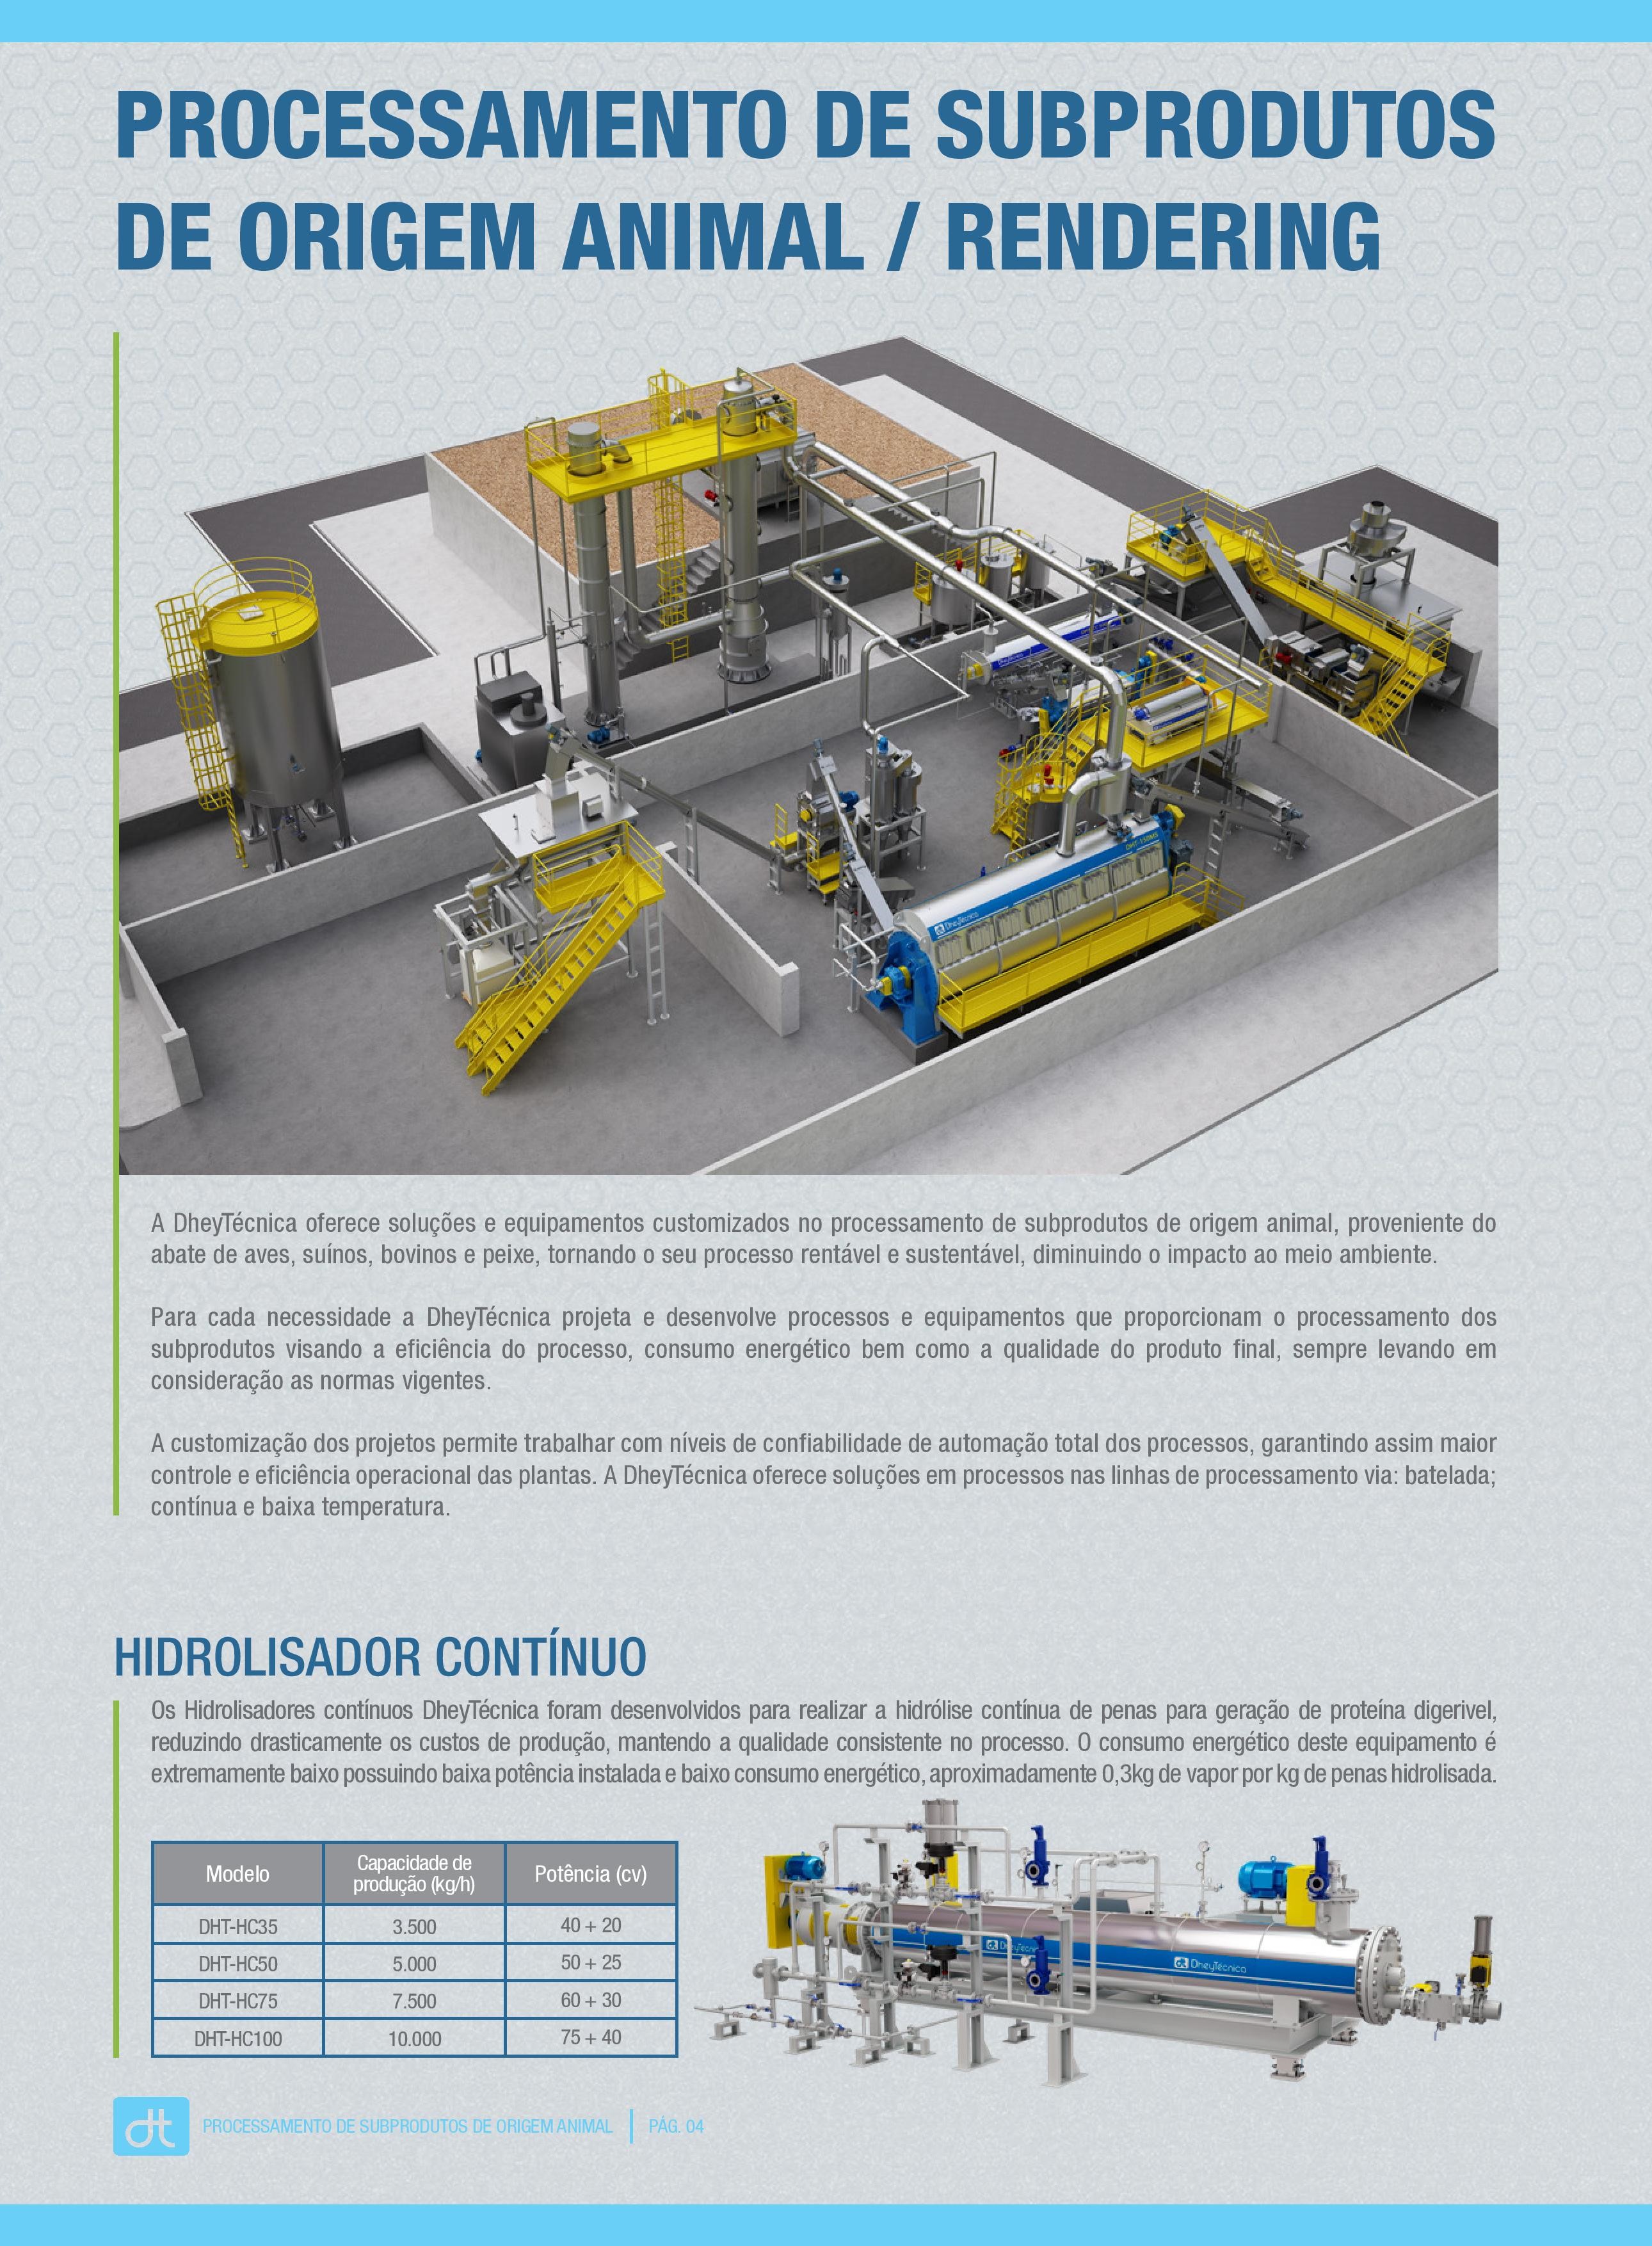 PROCESSAMENTO DE SUBPRODUTOS
DE ORIGEM ANIMAL / RENDERING
DheyTécnica
DHT-150MS
A DheyTécnica oferece soluções e equipamentos customizados no processamento de subprodutos de origem animal, proveniente do
abate de aves, suínos, bovinos e peixe, tornando o seu processo rentável e sustentável, diminuindo o impacto ao meio ambiente.
Para cada necessidade a DheyTécnica projeta e desenvolve processos e equipamentos que proporcionam o processamento dos
subprodutos visando a eficiência do processo, consumo energético bem como a qualidade do produto final, sempre levando em
consideração as normas vigentes.
A customização dos projetos permite trabalhar com níveis de confiabilidade de automação total dos processos, garantindo assim maior
controle e eficiência operacional das plantas. A DheyTécnica oferece soluções em processos nas linhas de processamento via: batelada;
contínua e baixa temperatura.
HIDROLISADOR CONTÍNUO
Os Hidrolisadores contínuos DheyTécnica foram desenvolvidos para realizar a hidrólise contínua de penas para geração de proteína digerivel,
reduzindo drasticamente os custos de produção, mantendo a qualidade consistente no processo. O consumo energético deste equipamento é
extremamente baixo possuindo baixa potência instalada e baixo consumo energético, aproximadamente 0,3kg de vapor por kg de penas hidrolisada.
Modelo Capacidade de produção (kg/h) Potência (cv)
DHT-HC35 3.500 40 + 20
DHT-HC50 5.000 50 + 25
DHT-HC75 7.500 60 + 30
DHT-HC100 10.000 75 + 40
dt DheyTécnica
dt DheyTécnica
dt PROCESSAMENTO DE SUBPRODUTOS DE ORIGEM ANIMAL | PÁG. 04